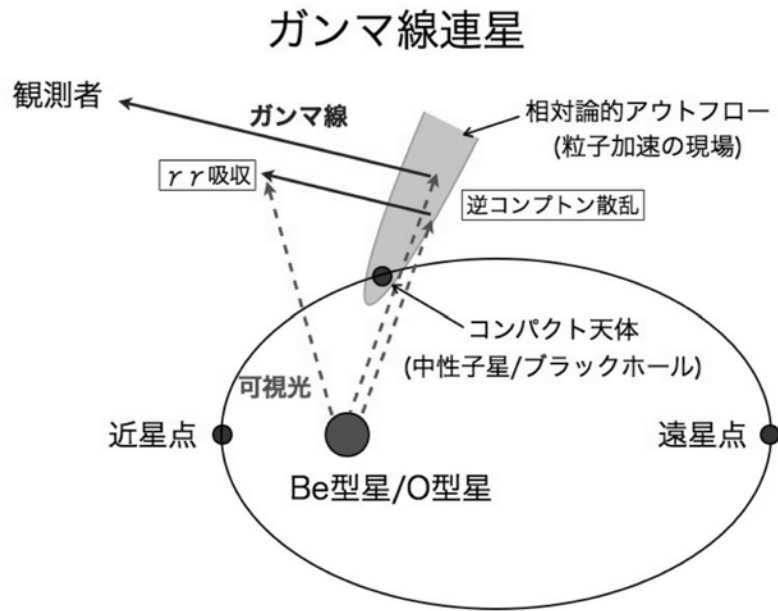 ガンマ線連星
観測者
ガンマ線
相対論的アウトフロー
(粒子加速の現場)
γγ吸収
逆コンプトン散乱
コンパクト天体
(中性子星/ブラックホール)
可視光
近星点
遠星点
Be型星/O型星